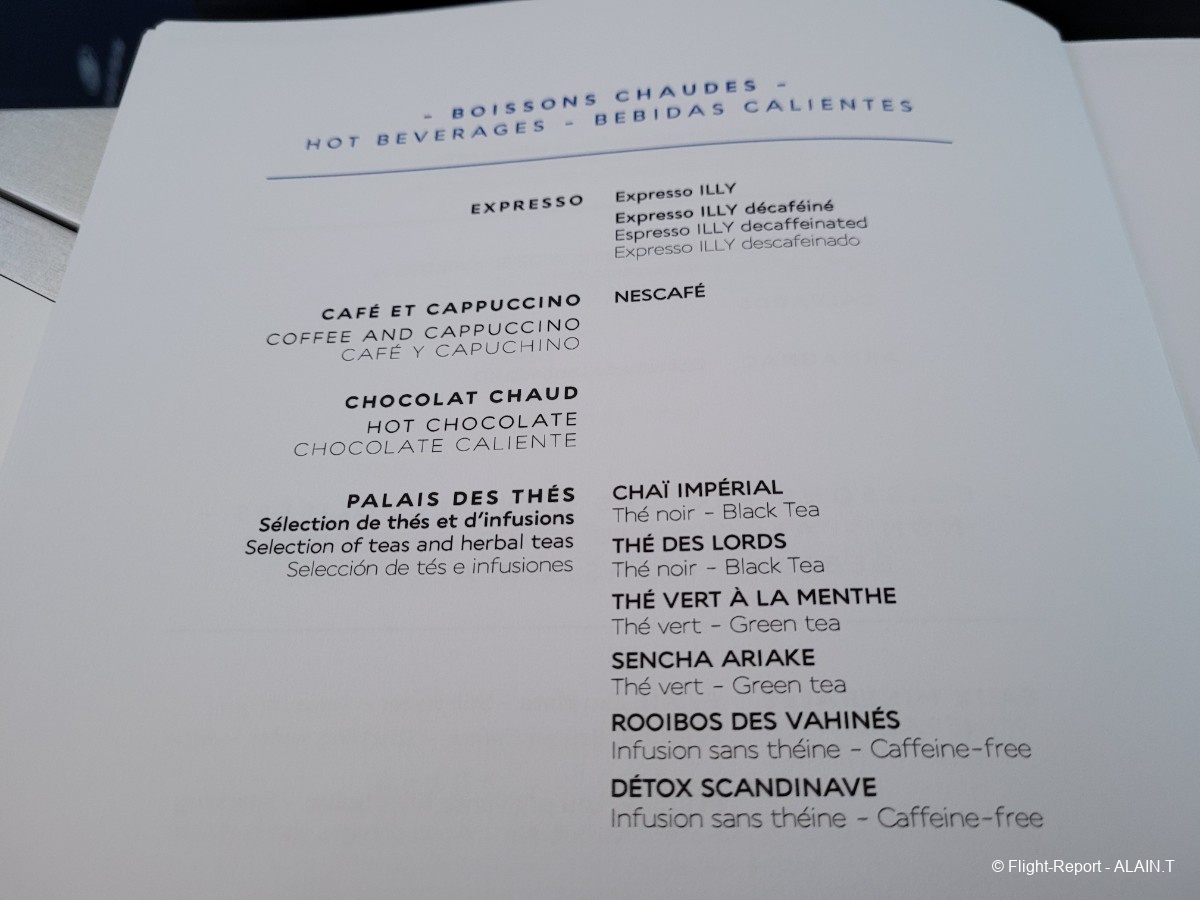 - BOISSONS CHAUDES -
HOT BEVERAGES - BEBIDAS CALIENTES
EXPRESSO
Expresso ILLY
Expresso ILLY décaféiné
Espresso ILLY decaffeinated
Expresso ILLY descafeinado
CAFÉ ET CAPPUCCINO
COFFEE AND CAPPUCCINO
CAFÉ Y CAPUCHINO
NESCAFÉ
CHOCOLAT CHAUD
HOT CHOCOLATE
CHOCOLATE CALIENTE
PALAIS DES THÉS
Sélection de thés et d'infusions
Selection of teas and herbal teas
Selección de tés e infusiones
CHAÏ IMPÉRIAL
Thé noir - Black Tea
THÉ DES LORDS
Thé noir - Black Tea
THÉ VERT À LA MENTHE
Thé vert - Green tea
SENCHA ARIAKE
Thé vert - Green tea
ROOIBOS DES VAHINÉS
Infusion sans théine - Caffeine-free
DÉTOX SCANDINAVE
Infusion sans théine - Caffeine-free
© Flight-Report - ALAIN.T